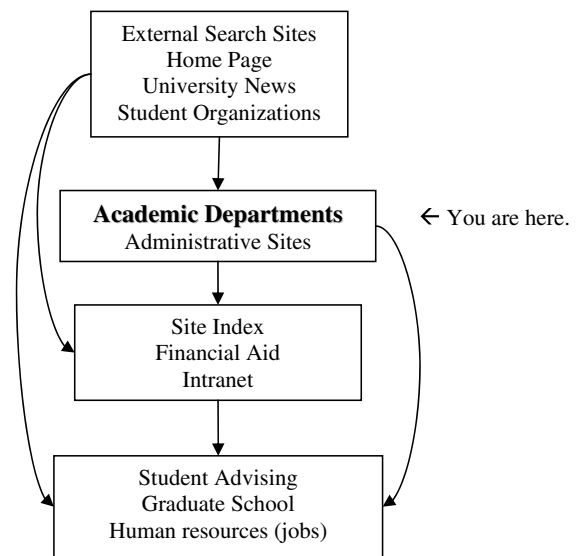 External Search Sites
Home Page
University News
Student Organizations
Academic Departments
Administrative Sites
← You are here.
Site Index
Financial Aid
Intranet
Student Advising
Graduate School
Human resources (jobs)